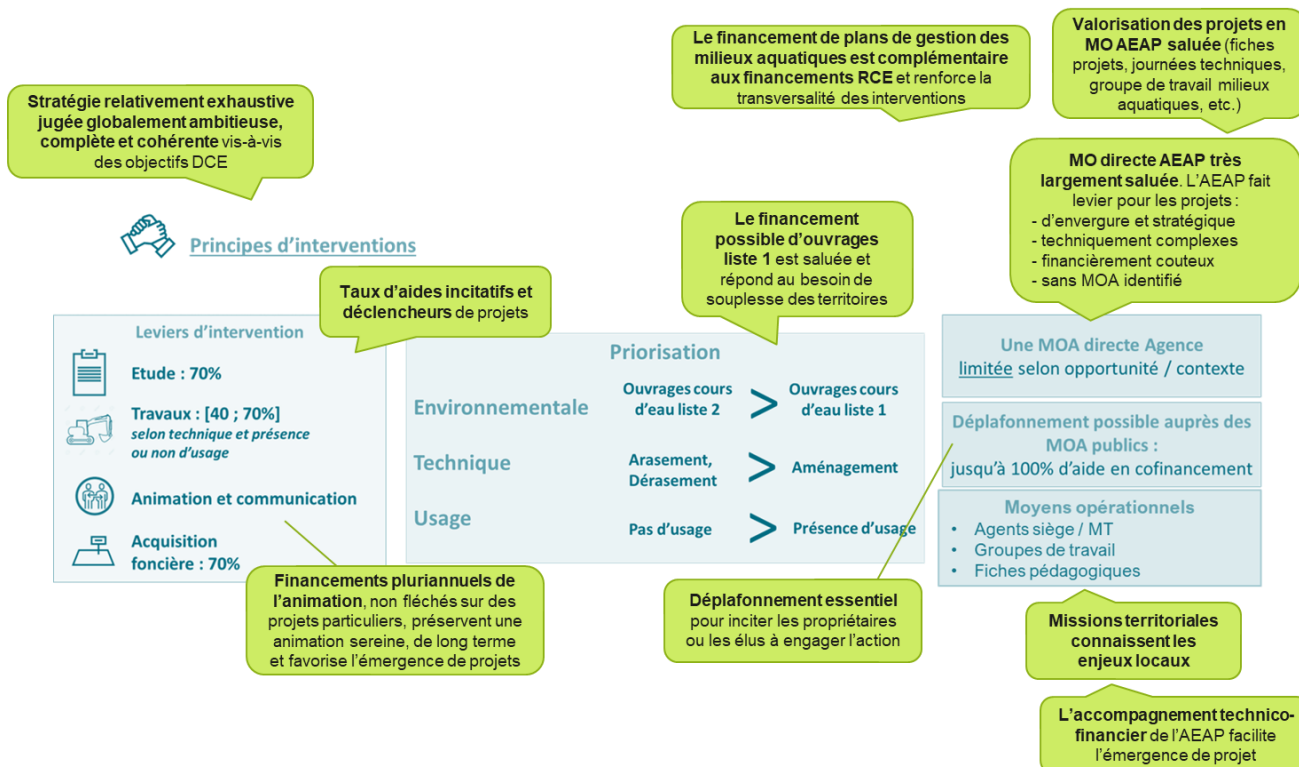 Le financement de plans de gestion des
milieux aquatiques est complémentaire
aux financements RCE et renforce la
transversalité des interventions
Valorisation des projets en
MO AEAP saluée (fiches
projets, journées techniques,
groupe de travail milieux
aquatiques, etc.)
Stratégie relativement exhaustive
jugée globalement ambitieuse,
complète et cohérente vis-à-vis
des objectifs DCE
MO directe AEAP très
largement saluée. L'AEAP fait
levier pour les projets :
- d'envergure et stratégique
- techniquement complexes
- financièrement couteux
- sans MOA identifié
Le financement
possible d'ouvrages
liste 1 est saluée et
répond au besoin de
souplesse des territoires
Principes d'interventions
Taux d'aides incitatifs et
déclencheurs de projets
Leviers d'intervention
Etude : 70%
Travaux : [40 ; 70%]
selon technique et présence
ou non d'usage
Animation et communication
Acquisition
foncière : 70%
Priorisation
Environnementale
Ouvrages cours
d'eau liste 2
>
Ouvrages cours
d'eau liste 1
Technique
Arasement,
Dérasement
>
Aménagement
Usage
Pas d'usage
>
Présence d'usage
Une MOA directe Agence
limitée selon opportunité / contexte
Déplafonnement possible auprès des
MOA publics :
jusqu'à 100% d'aide en cofinancement
Moyens opérationnels
• Agents siège / MT
• Groupes de travail
• Fiches pédagogiques
Financements pluriannuels de
l'animation, non fléchés sur des
projets particuliers, préservent une
animation sereine, de long terme
et favorise l'émergence de projets
Déplafonnement essentiel
pour inciter les propriétaires
ou les élus à engager l'action
Missions territoriales
connaissent les
enjeux locaux
L'accompagnement technico-
financier de l'AEAP facilite
l'émergence de projet